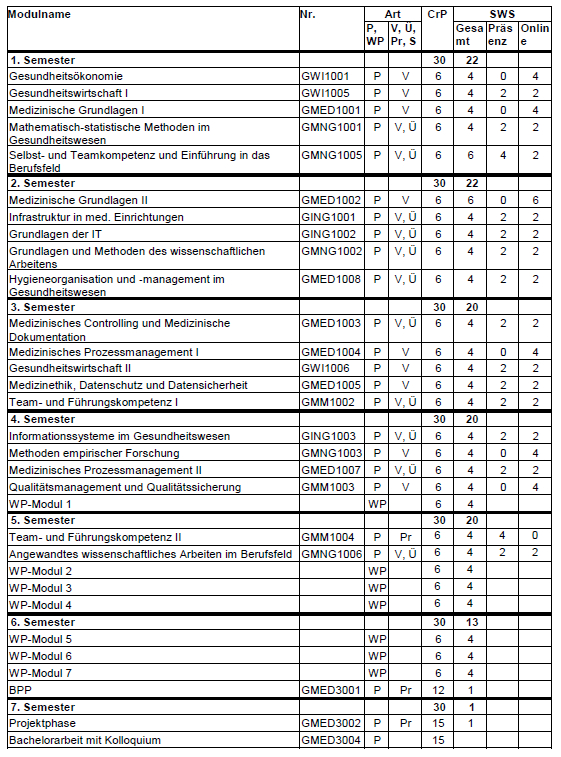 Modulname Nr. Art CrP SWS
P, WP V, Ü, Pr, S Gesamt Präsenz Online
1. Semester 30 22
Gesundheitsökonomie GWI1001 P V 6 4 0 4
Gesundheitswirtschaft I GWI1005 P V 6 4 2 2
Medizinische Grundlagen I GMED1001 P V 6 4 0 4
Mathematisch-statistische Methoden im GMNG1001 P V, Ü 6 4 2 2
Gesundheitswesen
Selbst- und Teamkompetenz und Einführung in das GMNG1005 P V, Ü 6 6 4 2
Berufsfeld
2. Semester 30 22
Medizinische Grundlagen II GMED1002 P V 6 6 0 6
Infrastruktur in med. Einrichtungen GING1001 P V, Ü 6 4 2 2
Grundlagen der IT GING1002 P V, Ü 6 4 2 2
Grundlagen und Methoden des wissenschaftlichen GMNG1002 P V, Ü 6 4 2 2
Arbeitens
Hygieneorganisation und -management im GMED1008 P V, Ü 6 4 2 2
Gesundheitswesen
3. Semester 30 20
Medizinisches Controlling und Medizinische GMED1003 P V, Ü 6 4 2 2
Dokumentation
Medizinisches Prozessmanagement I GMED1004 P V 6 4 0 4
Gesundheitswirtschaft II GWI1006 P V 6 4 2 2
Medizinethik, Datenschutz und Datensicherheit GMED1005 P V 6 4 2 2
Team- und Führungskompetenz I GMM1002 P V, Ü 6 4 2 2
4. Semester 30 20
Informationssysteme im Gesundheitswesen GING1003 P V, Ü 6 4 2 2
Methoden empirischer Forschung GMNG1003 P V 6 4 0 4
Medizinisches Prozessmanagement II GMED1007 P V, Ü 6 4 2 2
Qualitätsmanagement und Qualitätssicherung GMM1003 P V 6 4 0 4
WP-Modul 1 WP 6 4
5. Semester 30 20
Team- und Führungskompetenz II GMM1004 P Pr 6 4 4 0
Angewandtes wissenschaftliches Arbeiten im Berufsfeld GMNG1006 P V, Ü 6 4 2 2
WP-Modul 2 WP 6 4
WP-Modul 3 WP 6 4
WP-Modul 4 WP 6 4
6. Semester 30 13
WP-Modul 5 WP 6 4
WP-Modul 6 WP 6 4
WP-Modul 7 WP 6 4
BPP GMED3001 P Pr 12 1
7. Semester 30 1
Projektphase GMED3002 P Pr 15 1
Bachelorarbeit mit Kolloquium GMED3004 P 15